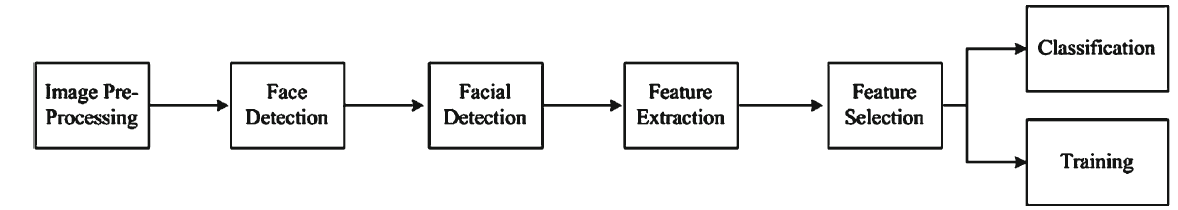 Image Pre-
Processing
Face
Detection
Facial
Detection
Feature
Extraction
Feature
Selection
Classification
Training